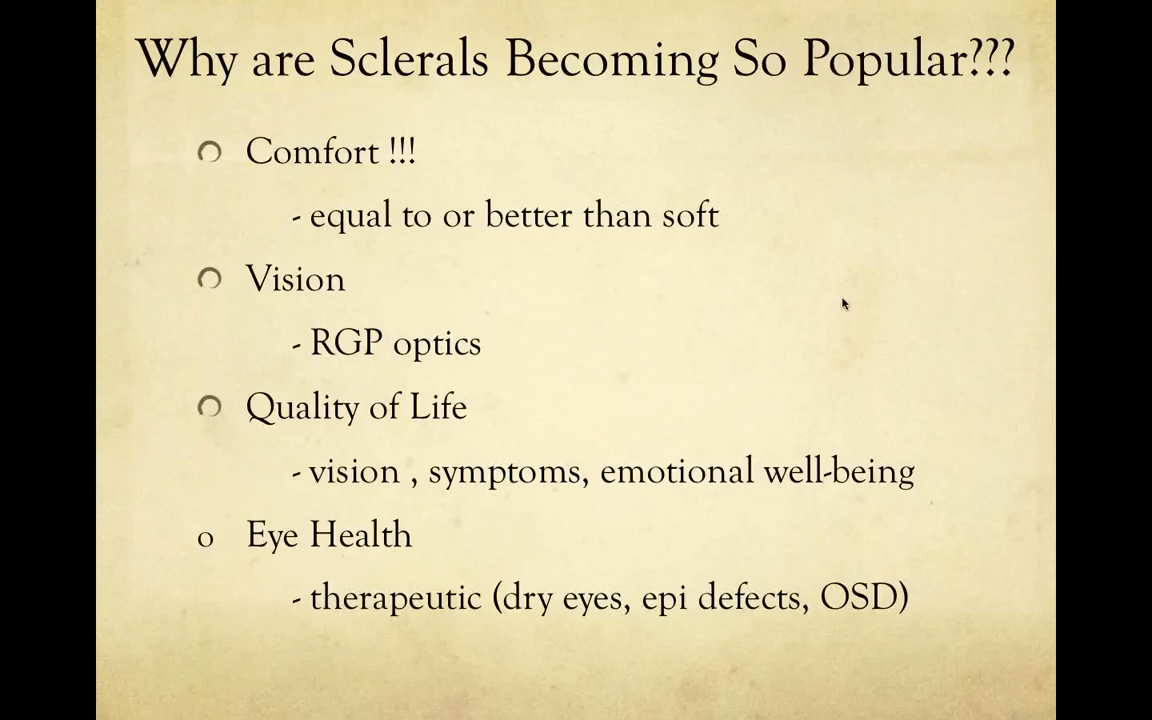 Why are Sclerals Becoming So Popular???
Comfort !!!
- equal to or better than soft
Vision
- RGP optics
Quality of Life
- vision , symptoms, emotional well-being
o Eye Health
- therapeutic (dry eyes, epi defects, OSD)